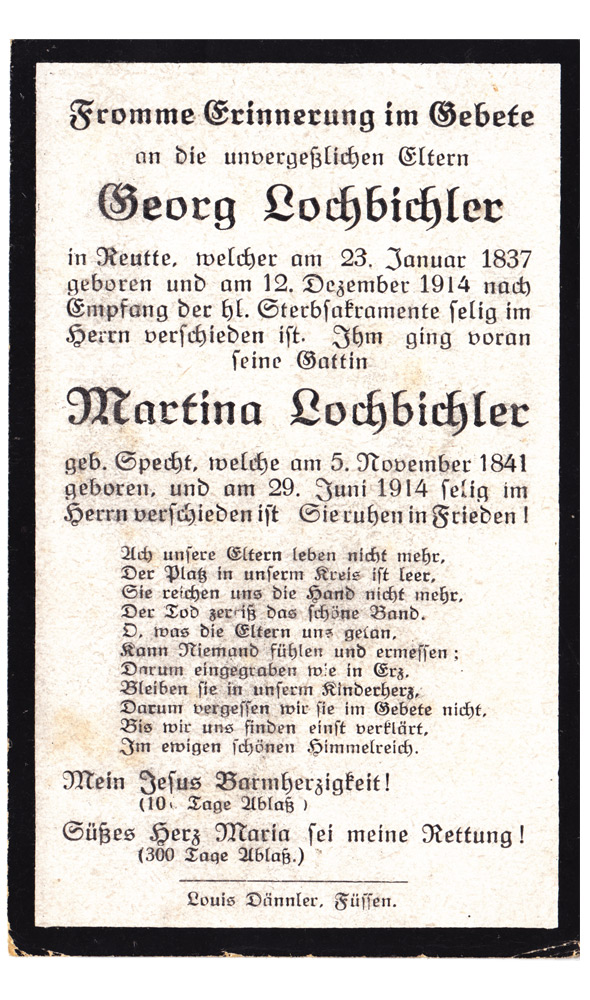 Fromme Erinnerung im Gebete
an die unvergeßlichen Eltern
Georg Lochbichler
in Reutte, welcher am 23. Januar 1837
geboren und am 12. Dezember 1914 nach
Empfang der hl. Sterbsakramente selig im
Herrn verschieden ist. Ihm ging voran
seine Gattin
Martina Lochbichler
geb. Specht, welche am 5. November 1841
geboren, und am 29. Juni 1914 selig im
Herrn verschieden ist Sie ruhen in Frieden!
Ach unsere Eltern leben nicht mehr,
Der Platz in unserm Kreis ist leer,
Sie reichen uns die Hand nicht mehr,
Der Tod zerriß das schöne Band.
O, was die Eltern uns getan,
Kann Niemand fühlen und ermessen;
Darum eingegraben wie in Erz,
Bleiben sie in unserm Kinderherz,
Darum vergessen wir sie im Gebete nicht,
Bis wir uns finden einst verklärt,
Im ewigen schönen Himmelreich.
Mein Jesus Barmherzigkeit!
Tage Ablaß)
Süßes Herz Maria sei meine Rettung!
(300 Tage Ablaß.)
Louis Dännler, Füssen.